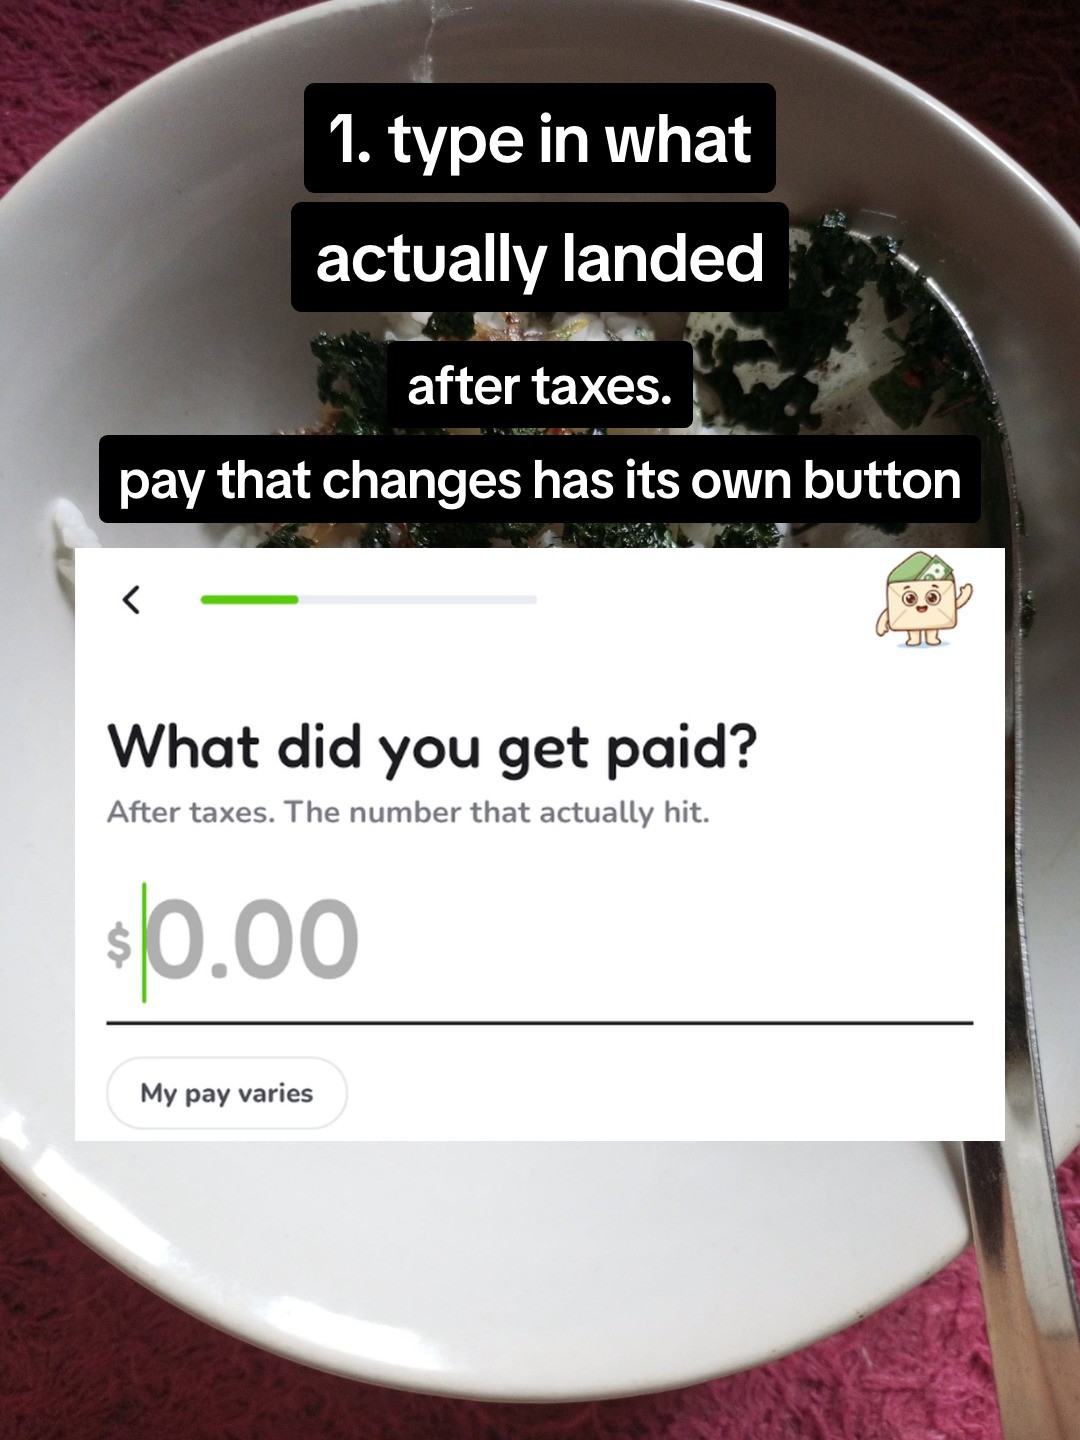 1. type in what
actually landed
after taxes.
pay that changes has its own button
What did you get paid?
After taxes. The number that actually hit.
$ 0.00
My pay varies